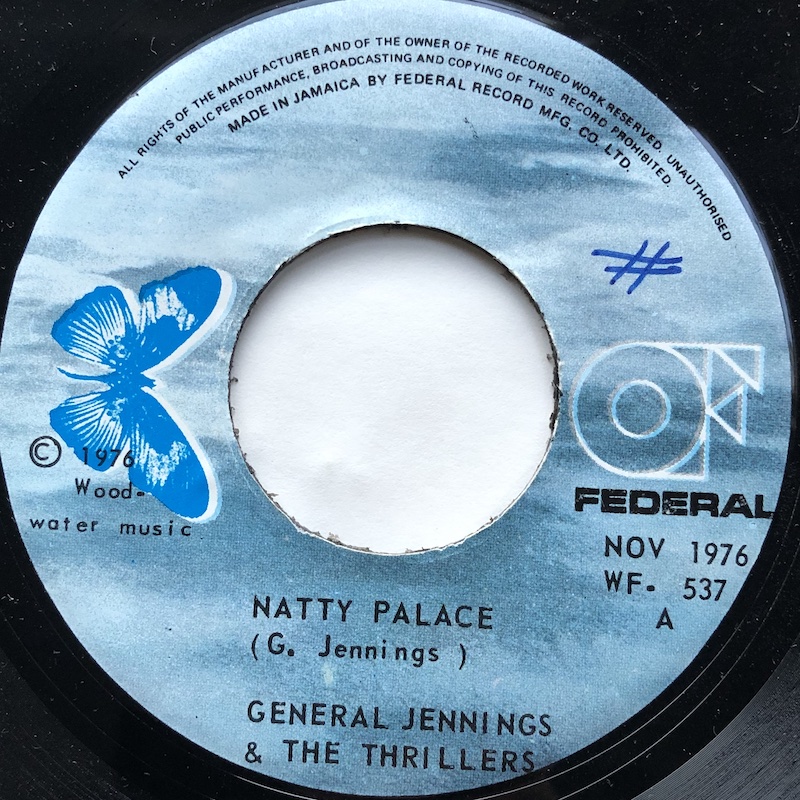 ALL RIGHTS OF THE MANUFACTURER AND OF THE OWNER OF THE RECORDED WORK RESERVED. UNAUTHORISED
PUBLIC PERFORMANCE, BROADCASTING AND COPYING OF THIS RECORD PROHIBITED.
MADE IN JAMAICA BY FEDERAL RECORD MFG. CO. LTD.
#
© 1976
Wood-
water music
FEDERAL
NOV 1976
WF- 537
A
NATTY PALACE
(G. Jennings )
GENERAL JENNINGS
& THE THRILLERS